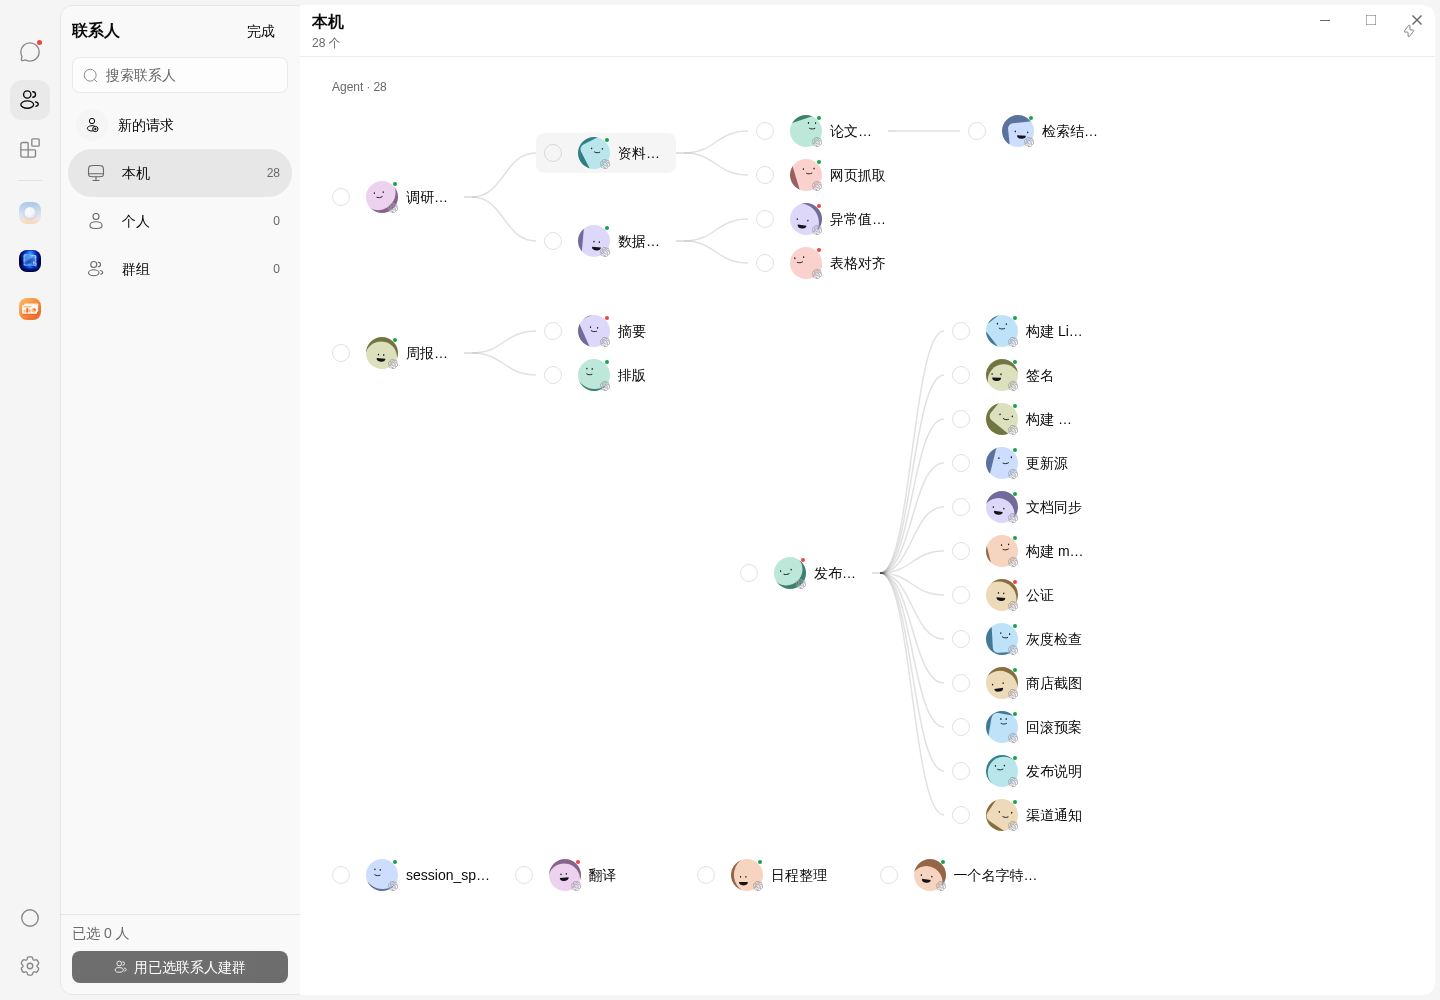 联系人
完成
搜索联系人
新的请求
本机 28
个人 0
群组 0
已选 0 人
用已选联系人建群
本机
28 个
Agent · 28
调研…
资料…
论文…
检索结…
网页抓取
数据…
异常值…
表格对齐
周报…
摘要
排版
发布…
构建 Li…
签名
构建 …
更新源
文档同步
构建 m…
公证
灰度检查
商店截图
回滚预案
发布说明
渠道通知
session_sp…
翻译
日程整理
一个名字特…